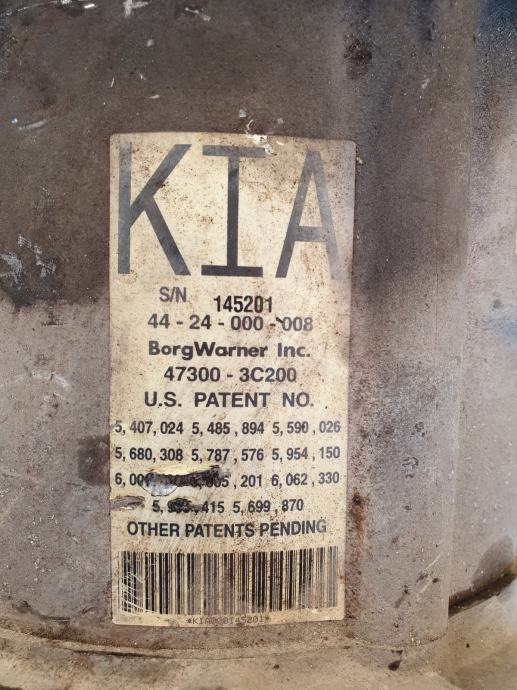 KIA
S/N 145201
44 - 24 - 000 - 008
BorgWarner Inc.
47300 - 3C200
U.S. PATENT NO.
5,407,024 5,485,894 5,590,026
5,680,308 5,787,576 5,954,150
201 6,062,330
415 5,699,870
OTHER PATENTS PENDING
*KIA000145201*